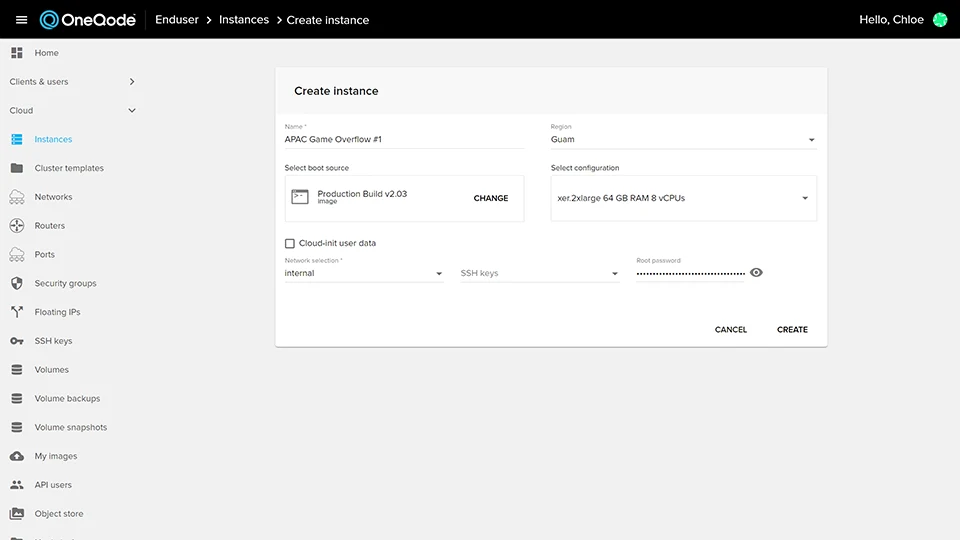 OneQode Enduser > Instances > Create instance Hello, Chloe
Home
Clients & users
Cloud
Instances
Cluster templates
Networks
Routers
Ports
Security groups
Floating IPs
SSH keys
Volumes
Volume backups
Volume snapshots
My images
API users
Object store
Create instance
Name *
APAC Game Overflow #1
Region
Guam
Select boot source
Production Build v2.03
Image
CHANGE
Select configuration
xer.2xlarge 64 GB RAM 8 vCPUs
Cloud-init user data
Network selection *
internal
SSH keys
Root password
CANCEL CREATE